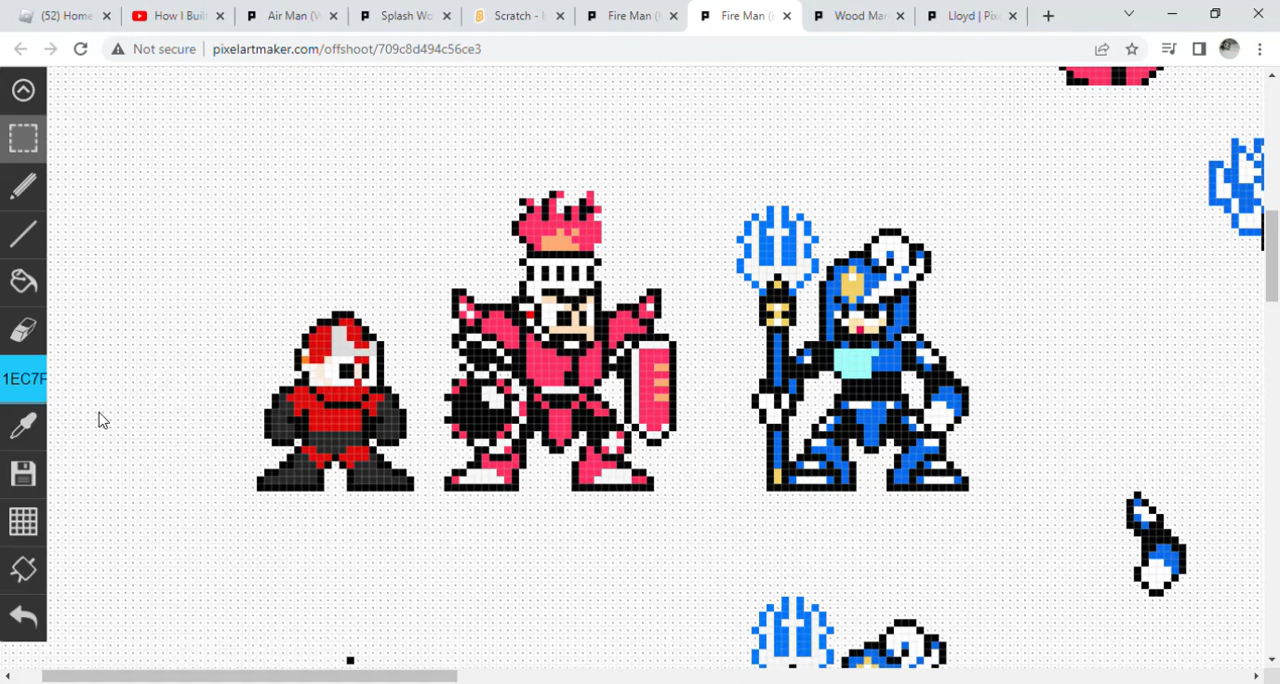 (52) Home
How I Buil
Air Man (W
Splash Wo
Scratch - I
Fire Man (
Fire Man (
Wood Man
Lloyd | Pix
Not secure
pixelartmaker.com/offshoot/709c8d494c56ce3
1EC7F